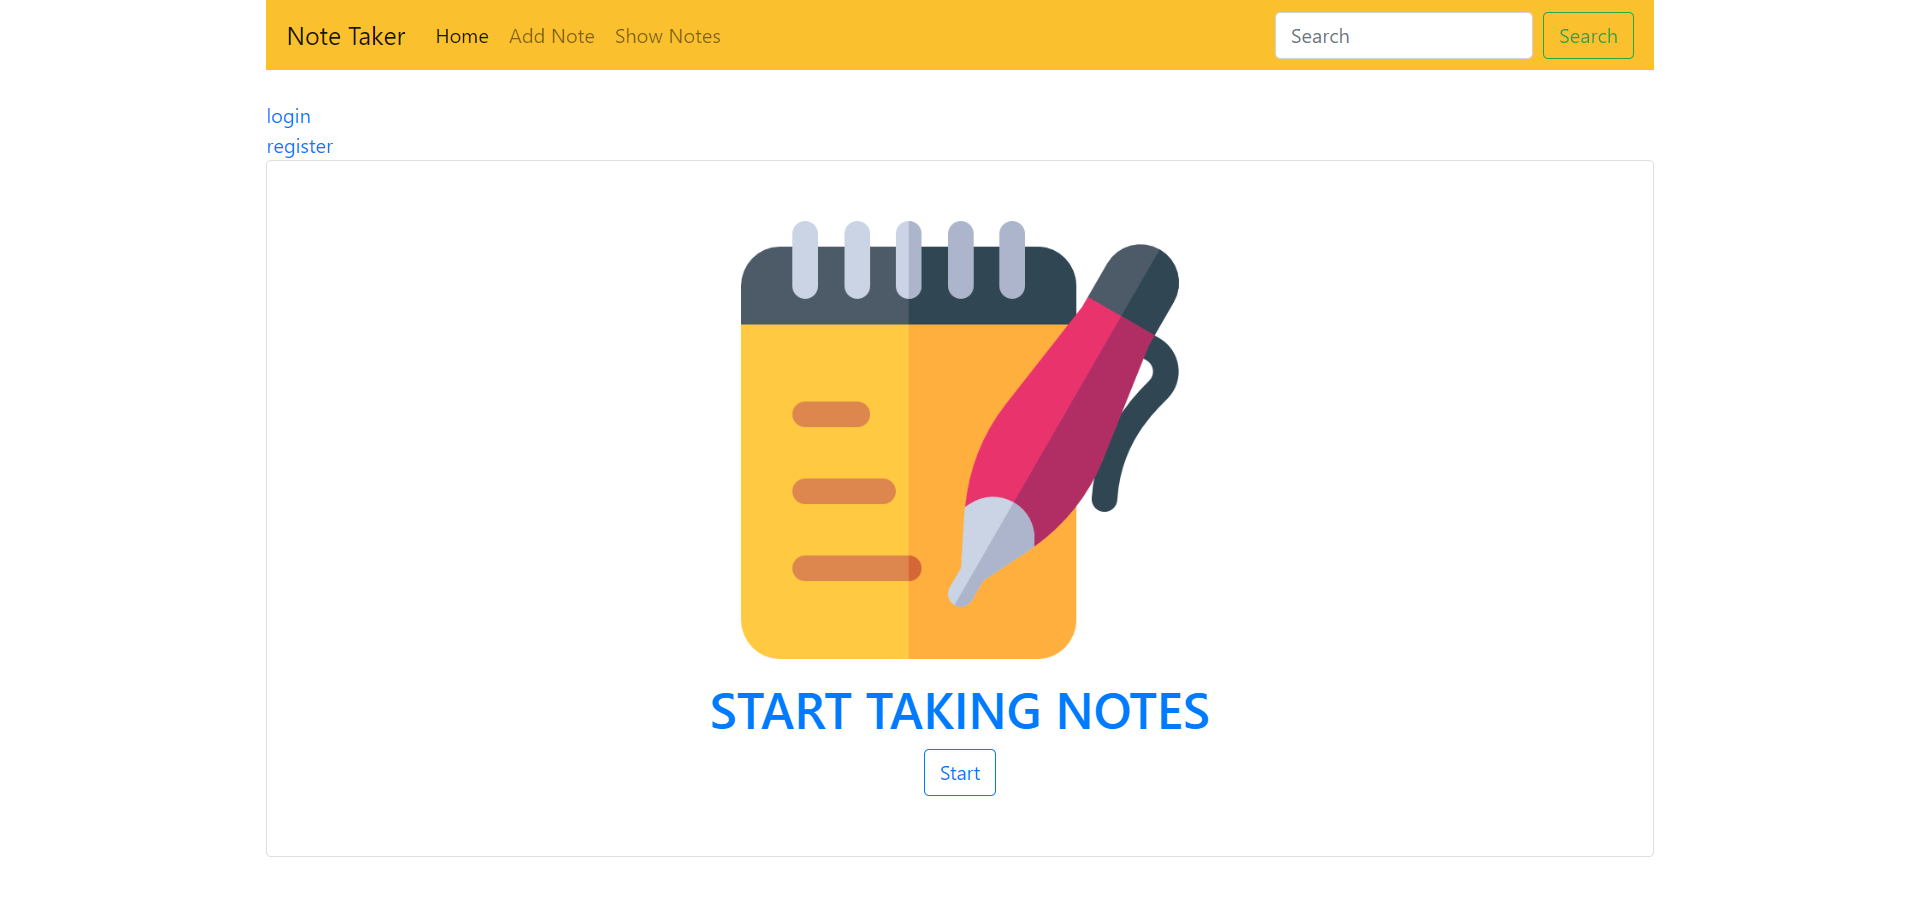 Note Taker Home Add Note Show Notes Search Search
login
register
START TAKING NOTES
Start